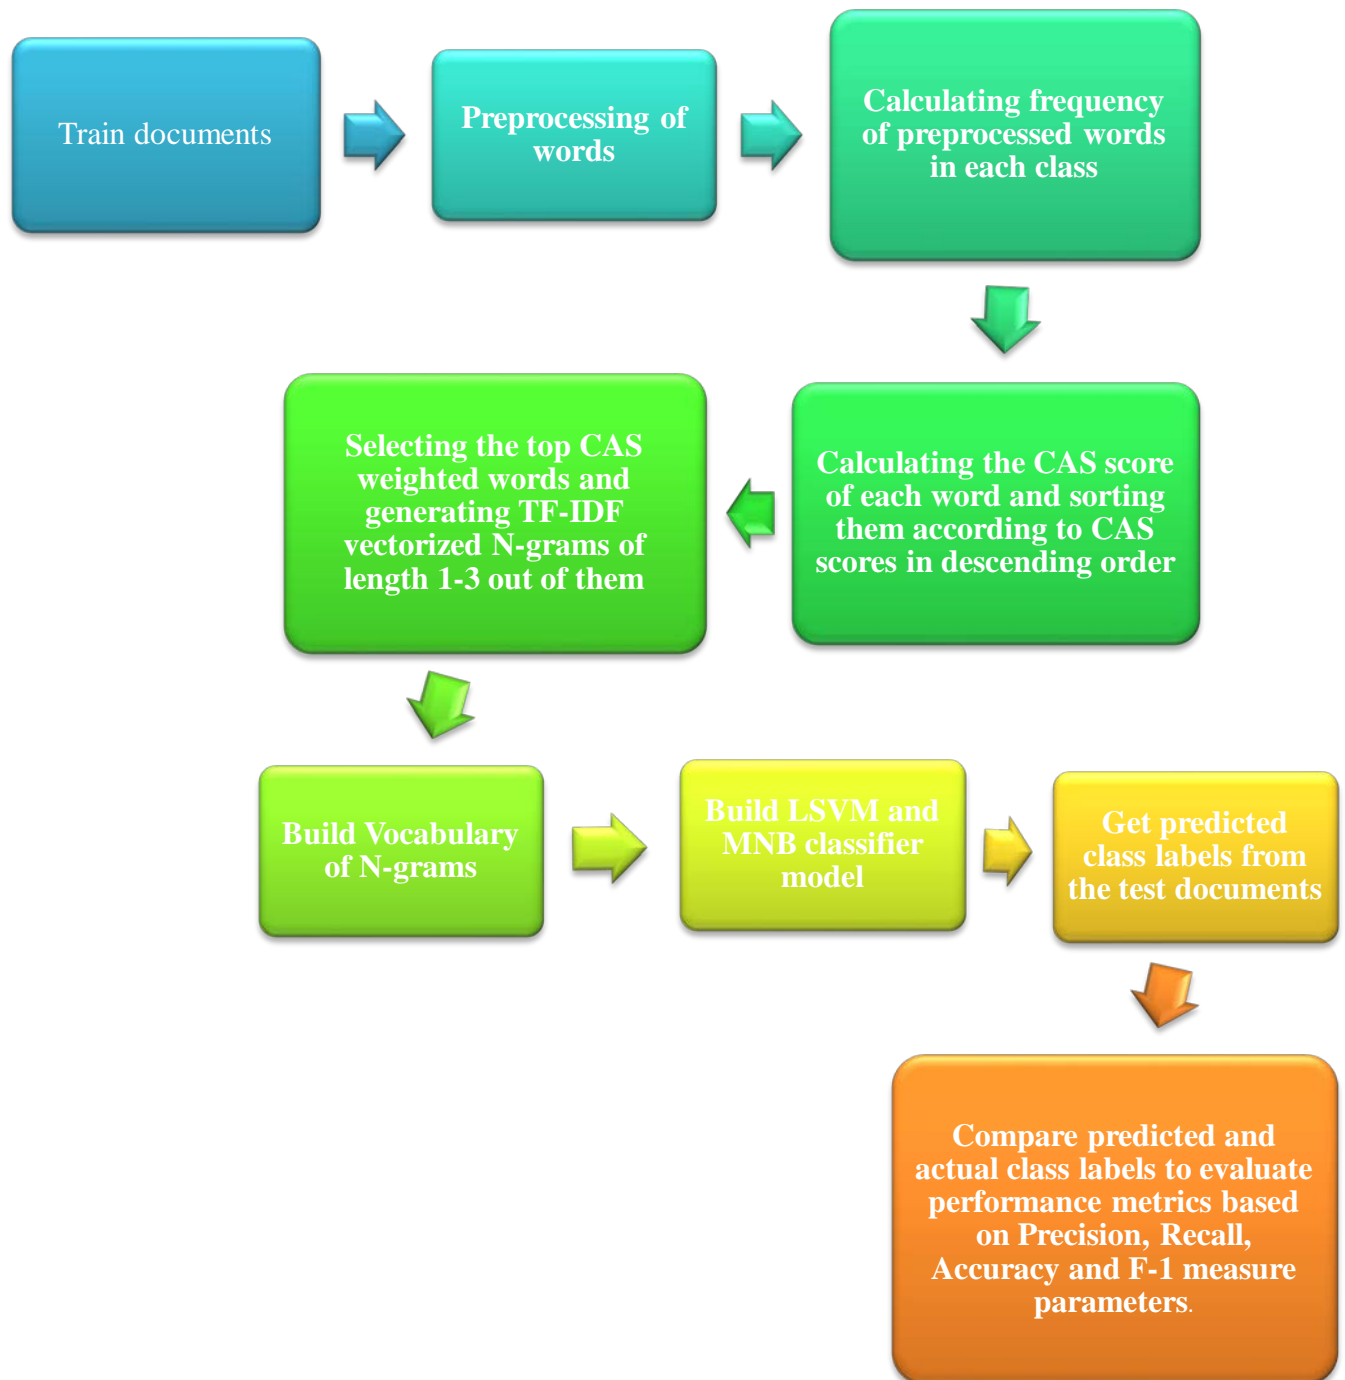 Train documents
Preprocessing of
words
Calculating frequency
of preprocessed words
in each class
Calculating the CAS score
of each word and sorting
them according to CAS
scores in descending order
Selecting the top CAS
weighted words and
generating TF-IDF
vectorized N-grams of
length 1-3 out of them
Build Vocabulary
of N-grams
Build LSVM and
MNB classifier
model
Get predicted
class labels from
the test documents
Compare predicted and
actual class labels to evaluate
performance metrics based
on Precision, Recall,
Accuracy and F-1 measure
parameters.